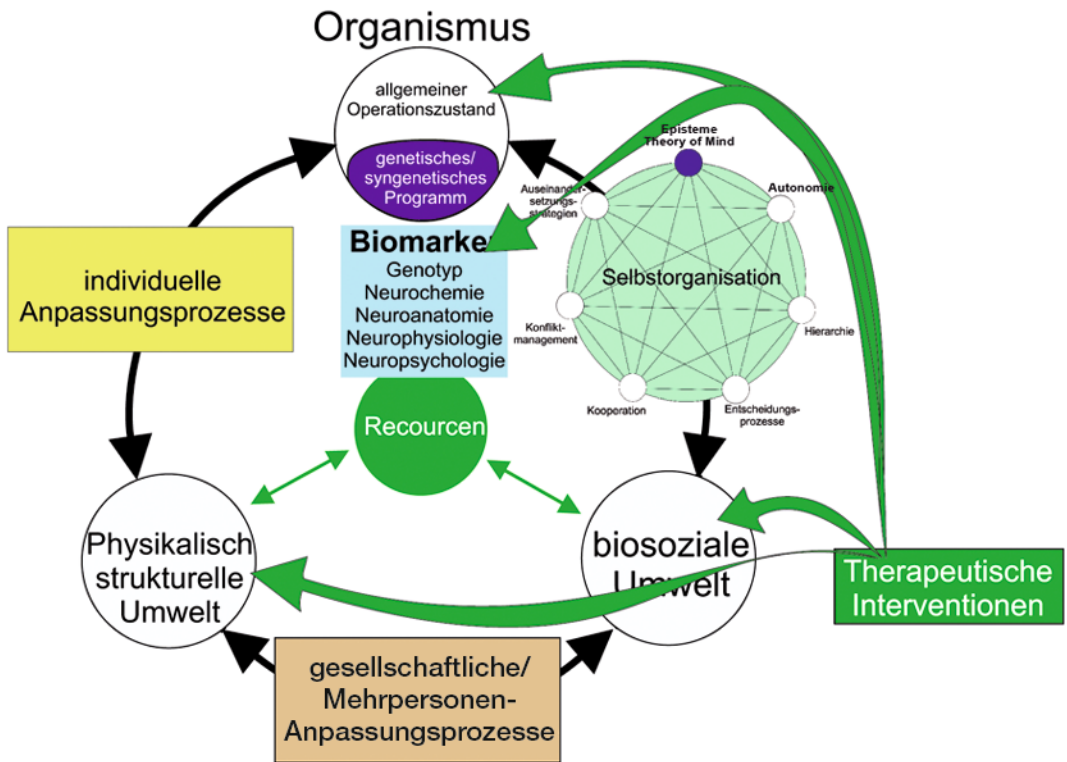 Organismus
allgemeiner
Operationszustand
genetisches/
syngenetisches
Programm
Biomarker
Genotyp
Neurochemie
Neuroanatomie
Neurophysiologie
Neuropsychologie
Recourcen
individuelle
Anpassungsprozesse
Episteme
Theory of Mind
Autonomie
Auseinander-
setzungs-
strategien
Selbstorganisation
Konflikt-
management
Hierarchie
Kooperation
Entscheidungs-
prozesse
Physikalisch
strukturelle
Umwelt
biosoziale
Umwelt
Therapeutische
Interventionen
gesellschaftliche/
Mehrpersonen-
Anpassungsprozesse